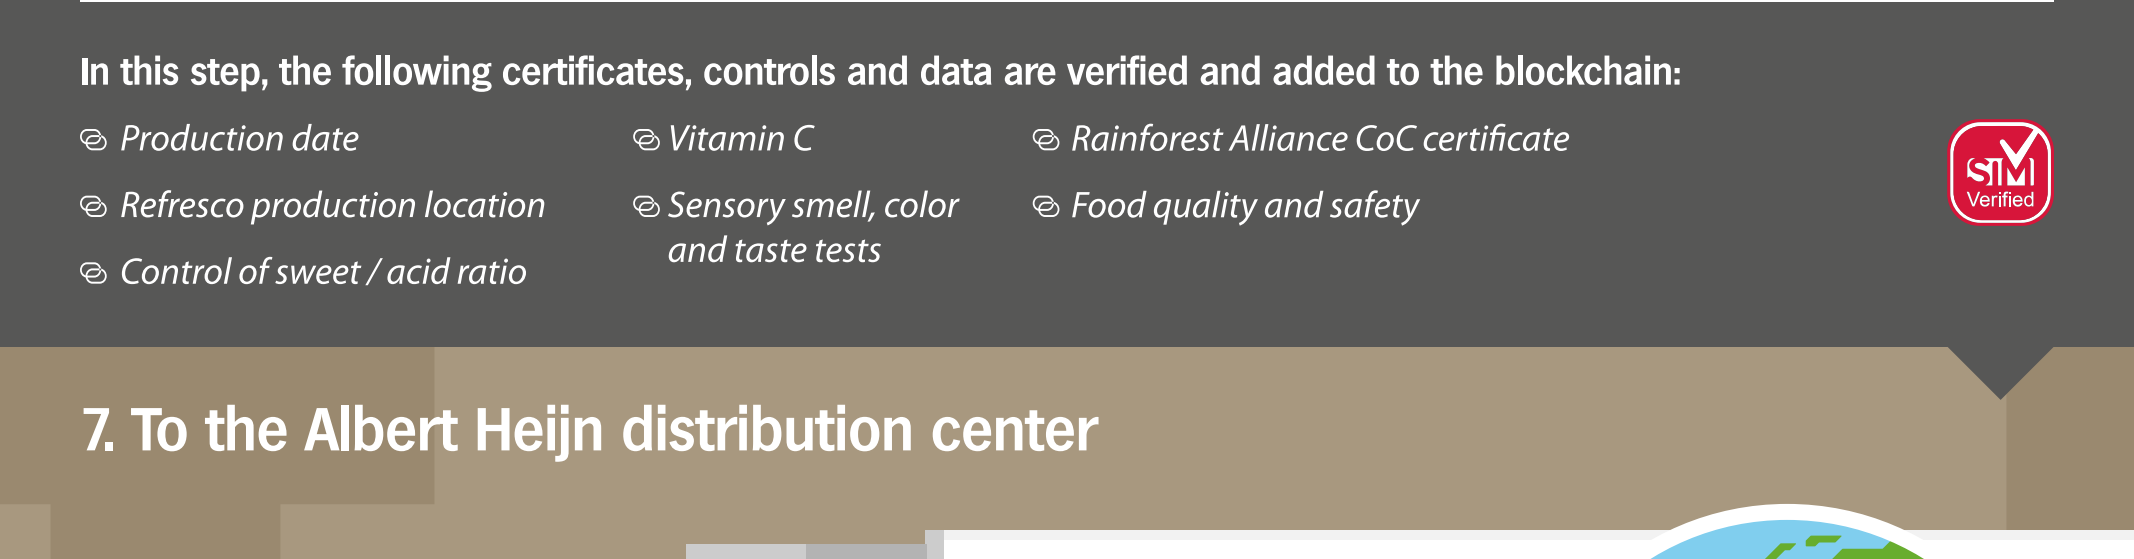 In this step, the following certificates, controls and data are verified and added to the blockchain:
Production date
Refresco production location
Control of sweet / acid ratio
Vitamin C
Sensory smell, color
and taste tests
Rainforest Alliance CoC certificate
Food quality and safety
SIM
Verified
7. To the Albert Heijn distribution center